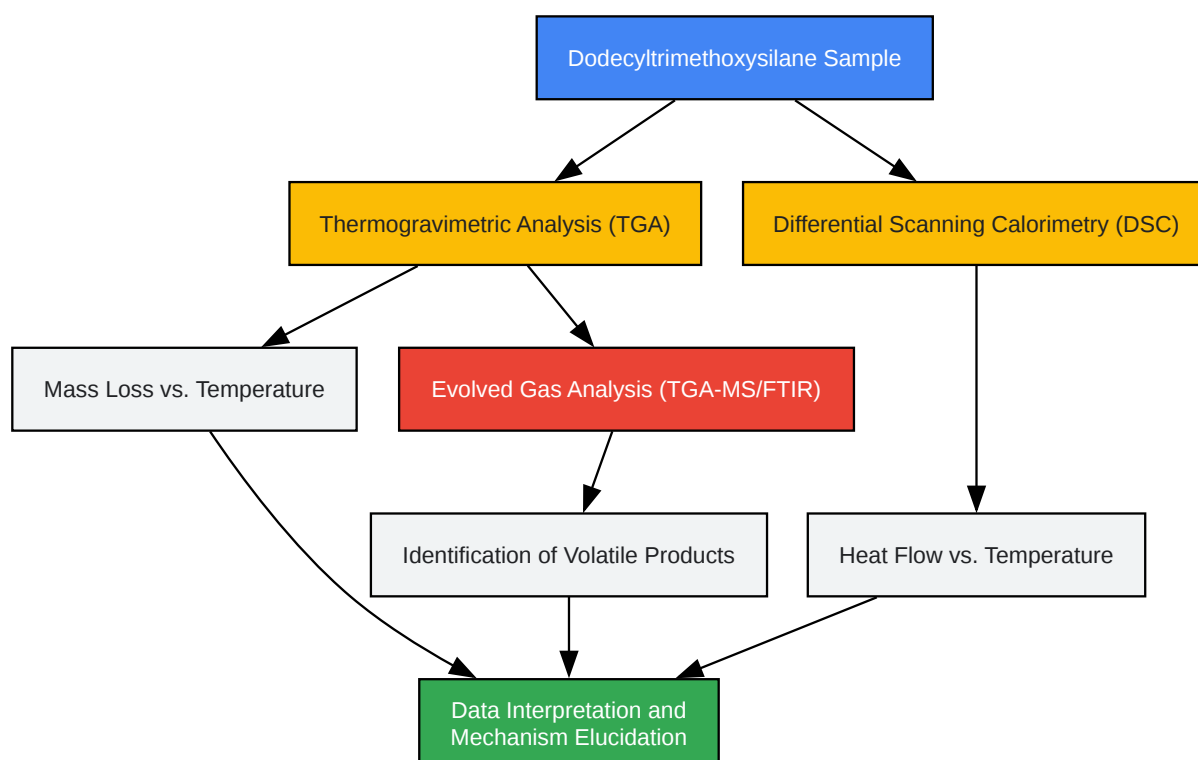 Dodecyltrimethoxysilane Sample
Thermogravimetric Analysis (TGA)
Differential Scanning Calorimetry (DSC)
Mass Loss vs. Temperature
Evolved Gas Analysis (TGA-MS/FTIR)
Identification of Volatile Products
Heat Flow vs. Temperature
Data Interpretation and
Mechanism Elucidation